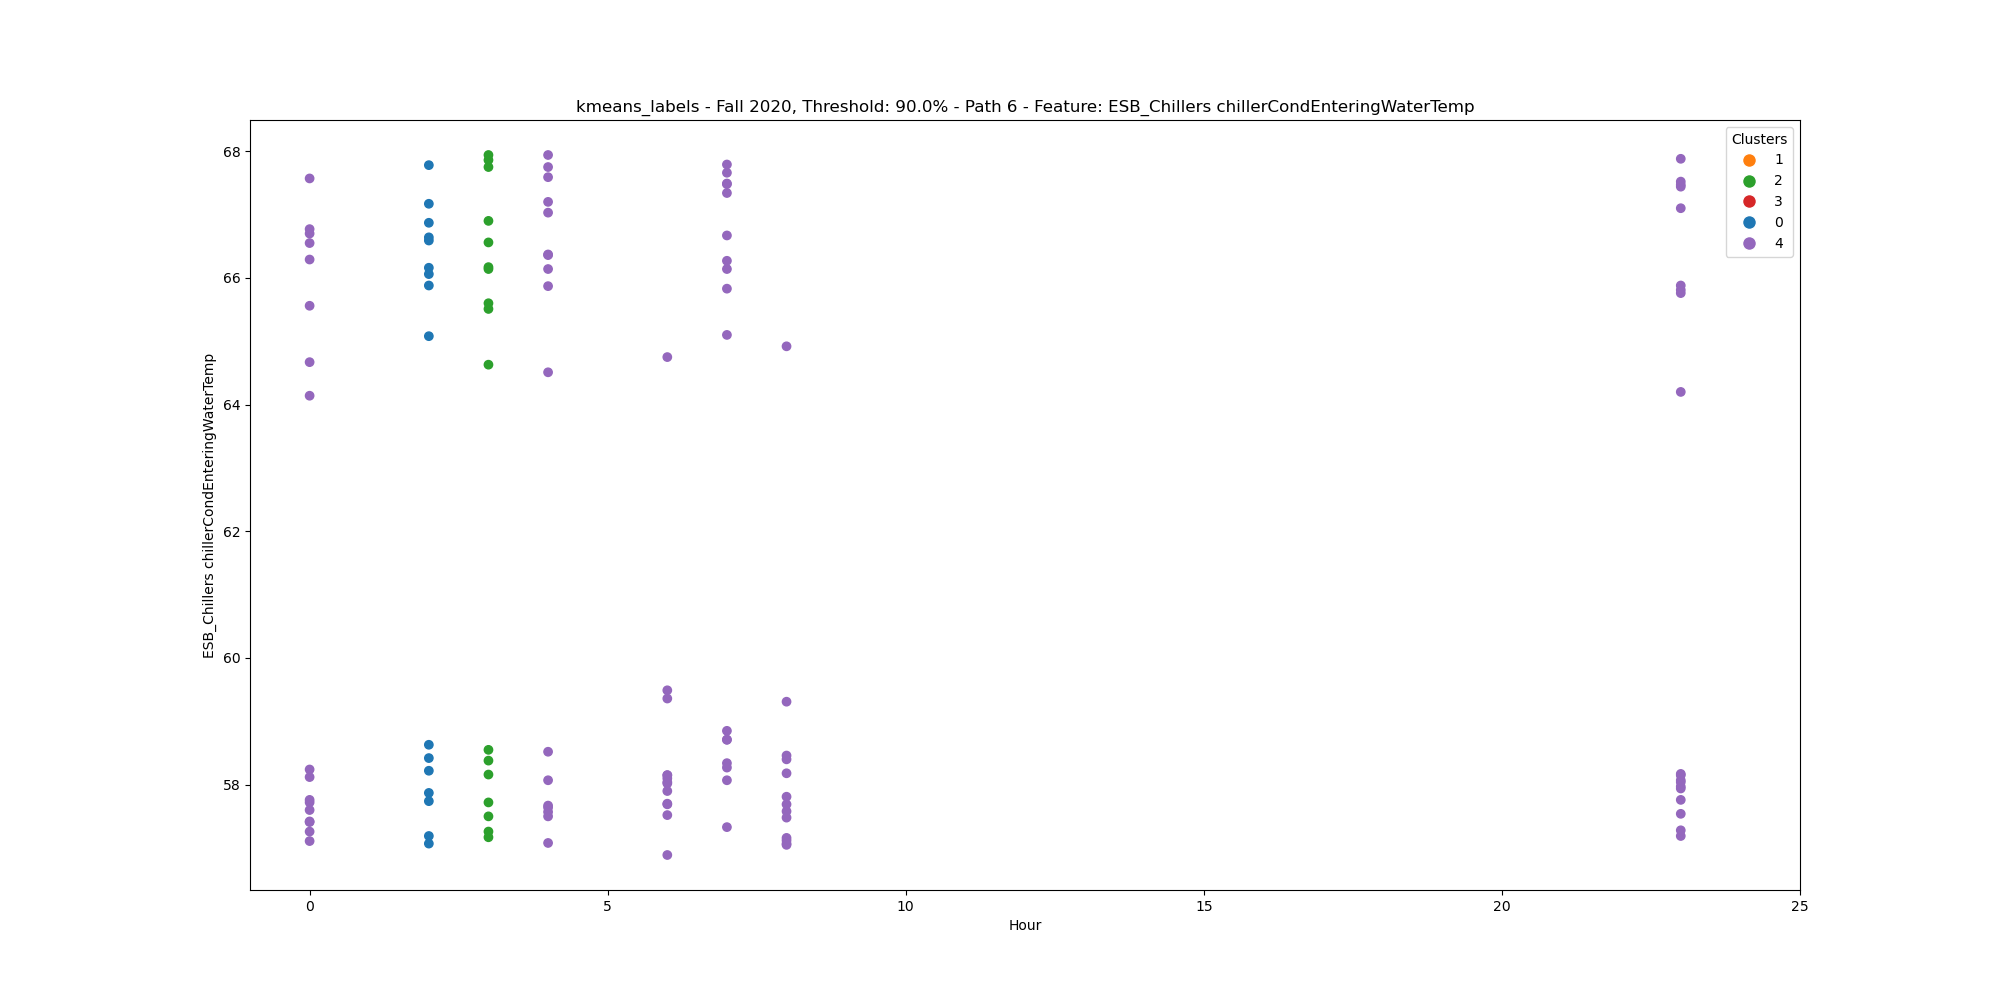 kmeans_labels - Fall 2020, Threshold: 90.0% - Path 6 - Feature: ESB_Chillers chillerCondEnteringWaterTemp
Clusters
1
2
3
0
4
ESB_Chillers chillerCondEnteringWaterTemp
68
66
64
62
60
58
0 5 10 15 20 25
Hour